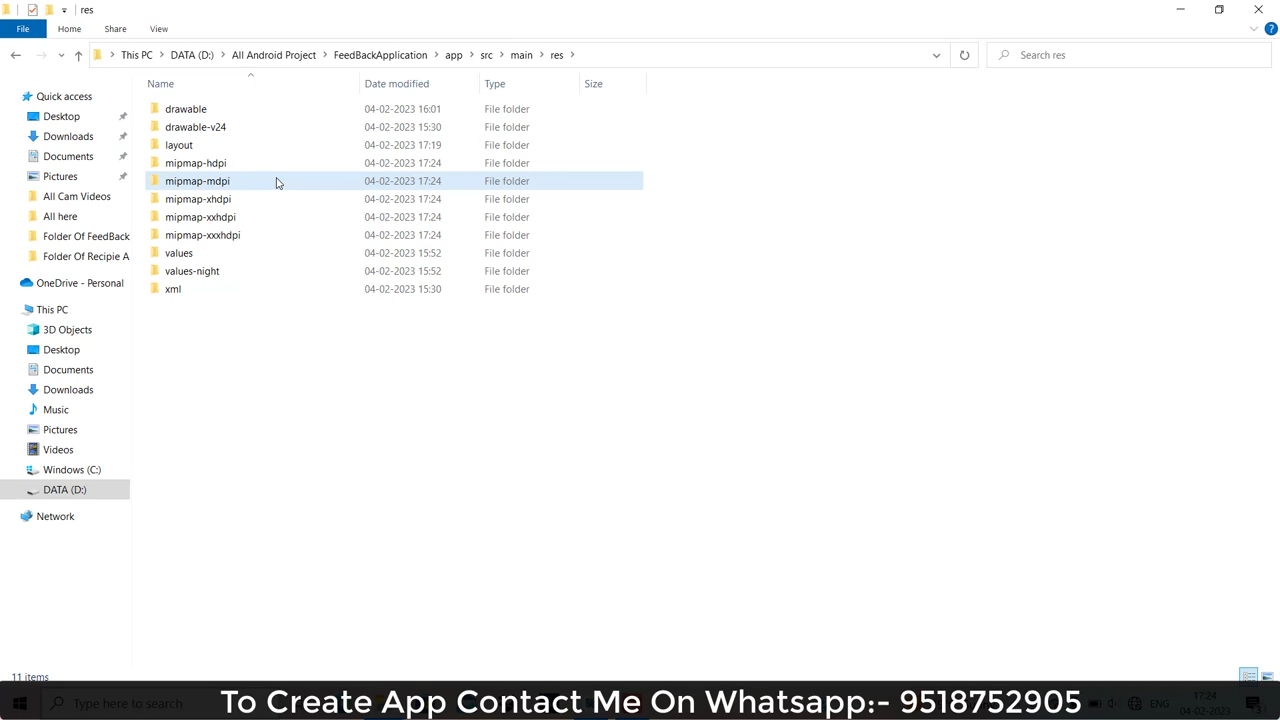 res
File Home Share View
This PC DATA (D:) All Android Project FeedBackApplication app src main res
Search res
Name Date modified Type Size
Quick access
Desktop
Downloads
Documents
Pictures
All Cam Videos
All here
Folder Of FeedBack
Folder Of Recipie A
OneDrive - Personal
This PC
3D Objects
Desktop
Documents
Downloads
Music
Pictures
Videos
Windows (C:)
DATA (D:)
Network
drawable 04-02-2023 16:01 File folder
drawable-v24 04-02-2023 15:30 File folder
layout 04-02-2023 17:19 File folder
mipmap-hdpi 04-02-2023 17:24 File folder
mipmap-mdpi 04-02-2023 17:24 File folder
mipmap-xhdpi 04-02-2023 17:24 File folder
mipmap-xxhdpi 04-02-2023 17:24 File folder
mipmap-xxxhdpi 04-02-2023 17:24 File folder
values 04-02-2023 15:52 File folder
values-night 04-02-2023 15:52 File folder
xml 04-02-2023 15:30 File folder
11 items
Type here to search
To Create App Contact Me On Whatsapp:- 9518752905
ENG
17:24
04-02-2023